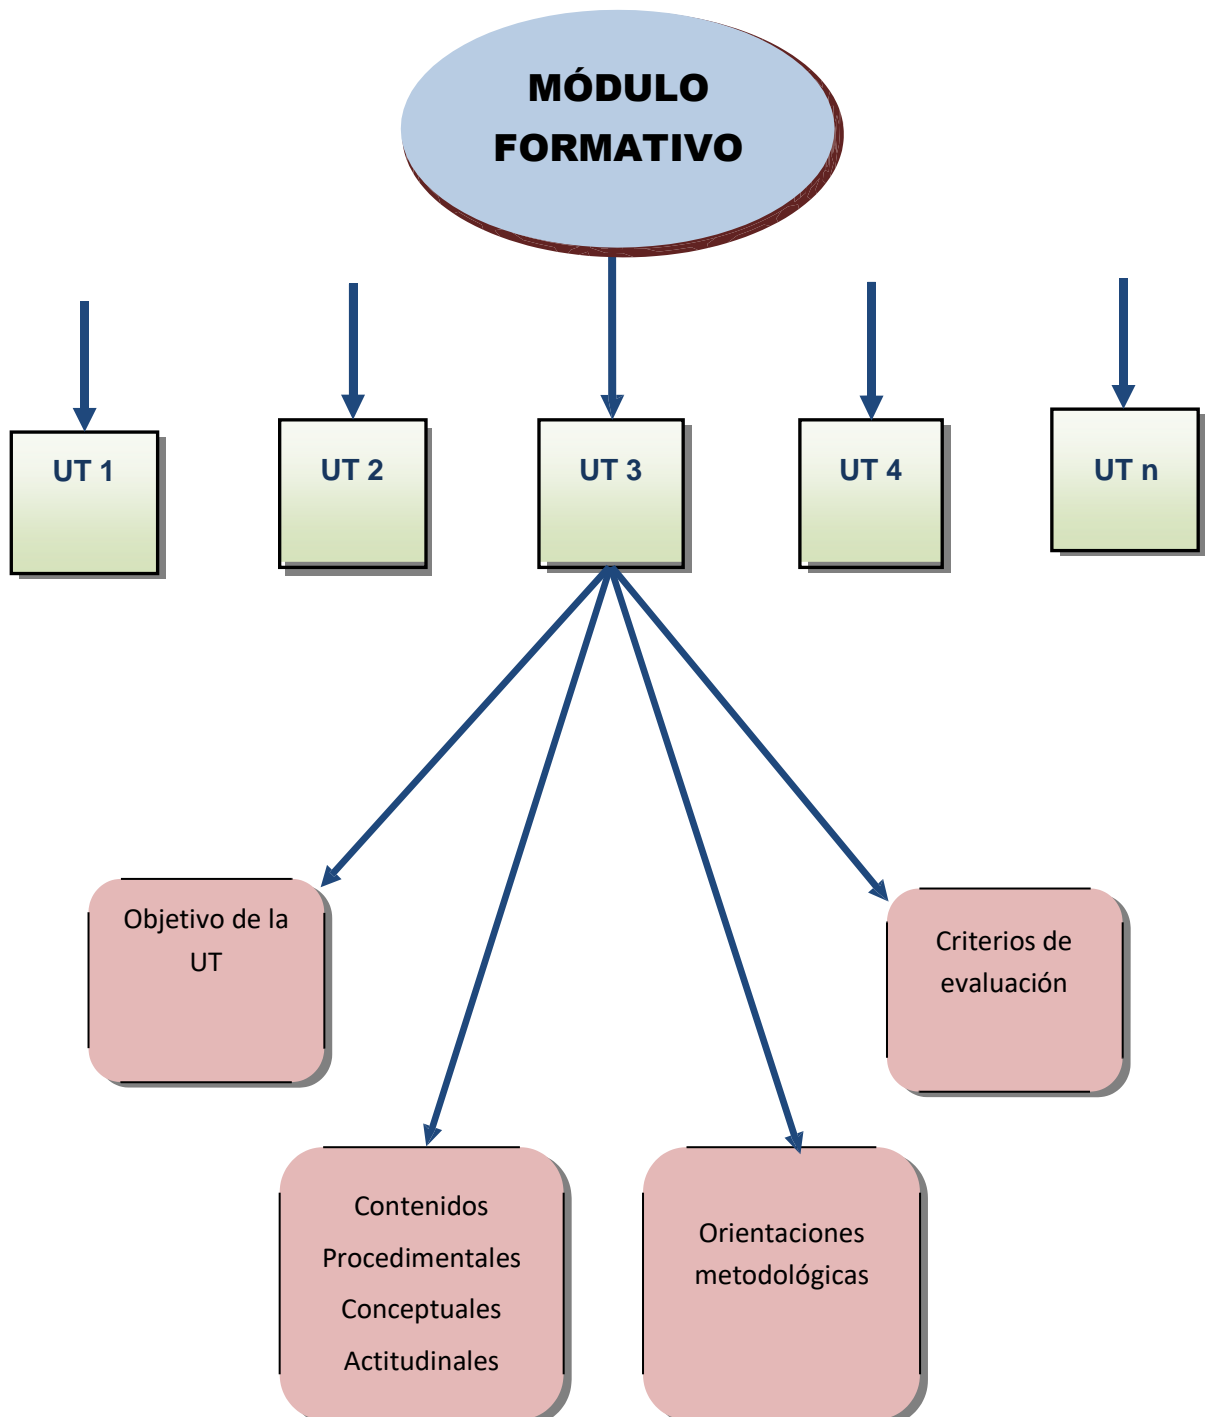 MÓDULO
FORMATIVO
UT 1
UT 2
UT 3
UT 4
UT n
Objetivo de la
UT
Criterios de
evaluación
Contenidos
Procedimentales
Conceptuales
Actitudinales
Orientaciones
metodológicas